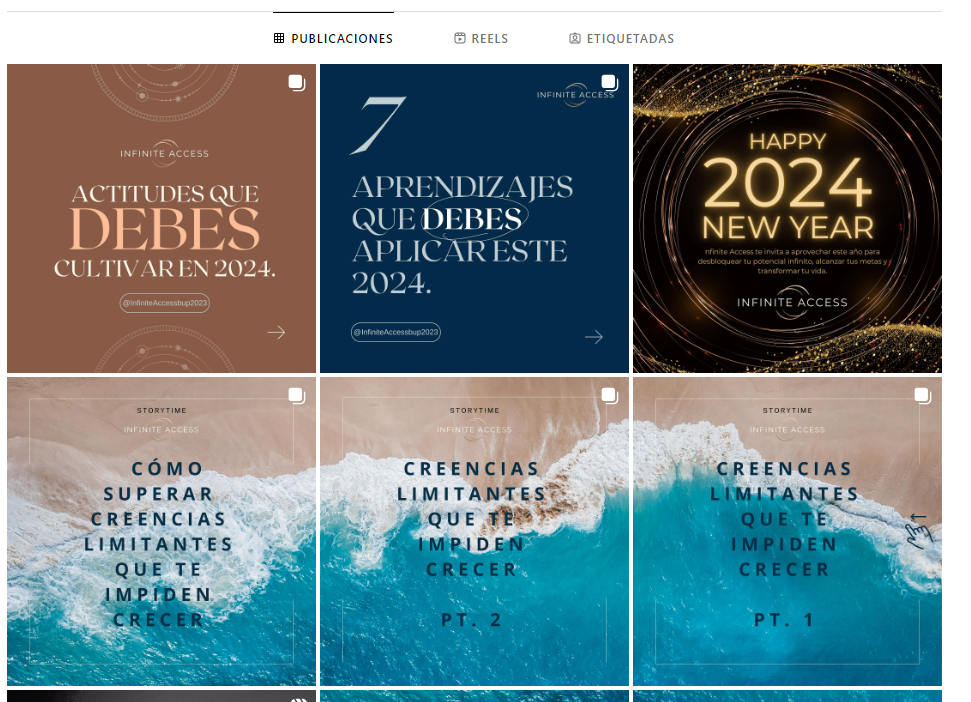 PUBLICACIONES
REELS
ETIQUETADAS
INFINITE ACCESS
ACTITUDES QUE
DEBES
CULTIVAR EN 2024.
@InfiniteAccessbup2023
INFINITE ACCESS
7
APRENDIZAJES
QUE DEBES
APLICAR ESTE
2024.
@InfiniteAccessbup2023
HAPPY
2024
NEW YEAR
nfinite Access te invita a aprovechar este año para
desbloquear tu potencial infinito, alcanzar tus metas y
transformar tu vida.
INFINITE ACCESS
STORYTIME
INFINITE ACCESS
CÓMO
SUPERAR
CREENCIAS
LIMITANTES
QUE TE
IMPIDEN
CRECER
STORYTIME
INFINITE ACCESS
CREENCIAS
LIMITANTES
QUE TE
IMPIDEN
CRECER
PT. 2
STORYTIME
INFINITE ACCESS
CREENCIAS
LIMITANTES
QUE TE
IMPIDEN
CRECER
PT. 1